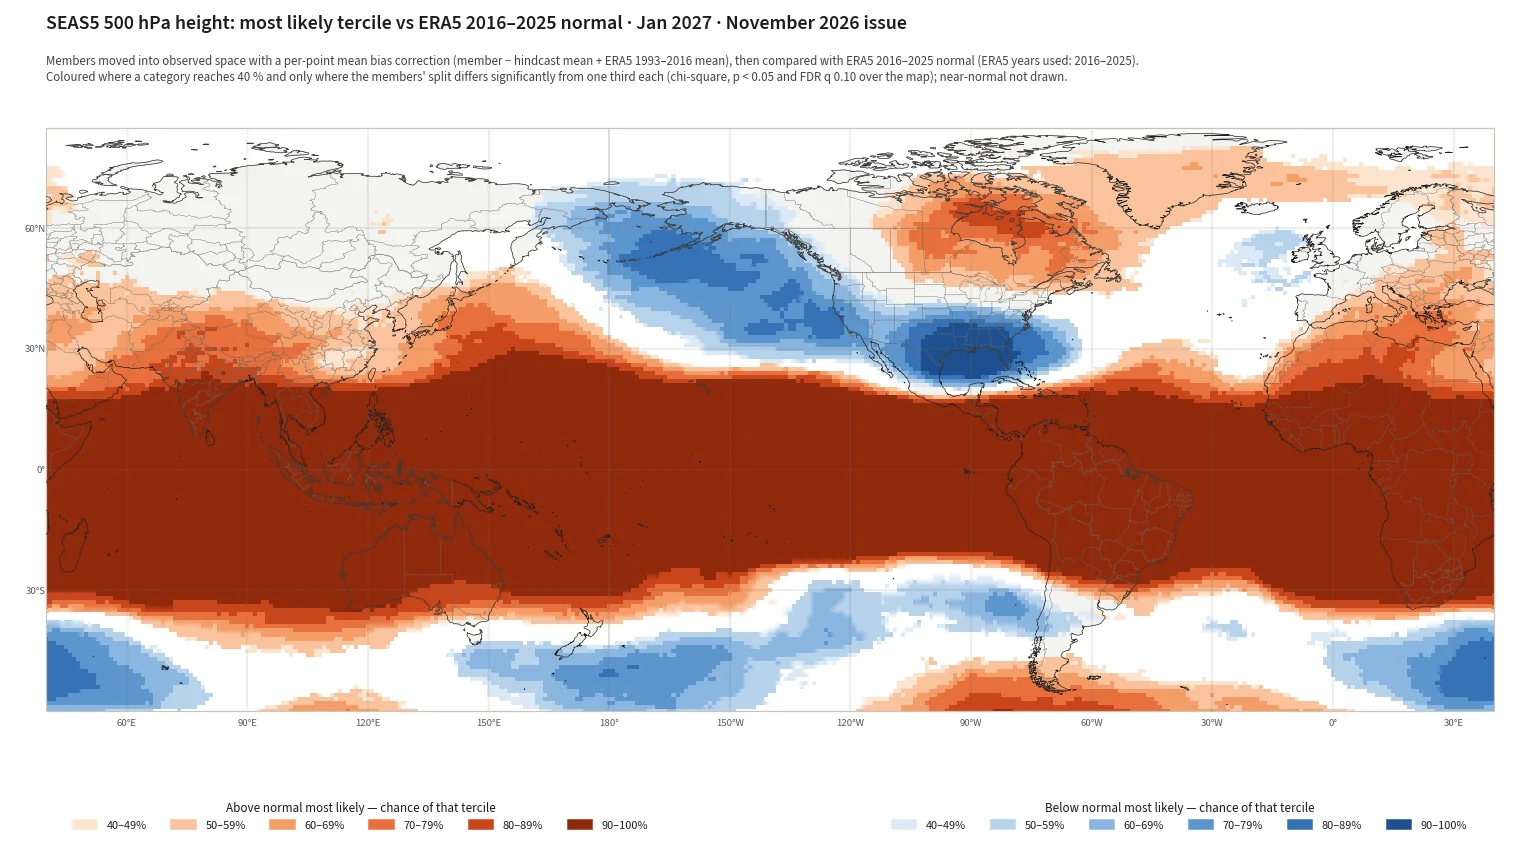 SEAS5 500 hPa height: most likely tercile vs ERA5 2016–2025 normal · Jan 2027 · November 2026 issue
Members moved into observed space with a per-point mean bias correction (member − hindcast mean + ERA5 1993–2016 mean), then compared with ERA5 2016–2025 normal (ERA5 years used: 2016–2025).
Coloured where a category reaches 40 % and only where the members' split differs significantly from one third each (chi-square, p < 0.05 and FDR q 0.10 over the map); near-normal not drawn.
60°N
30°N
0°
30°S
60°E 90°E 120°E 150°E 180° 150°W 120°W 90°W 60°W 30°W 0° 30°E
Above normal most likely — chance of that tercile
40–49% 50–59% 60–69% 70–79% 80–89% 90–100%
Below normal most likely — chance of that tercile
40–49% 50–59% 60–69% 70–79% 80–89% 90–100%